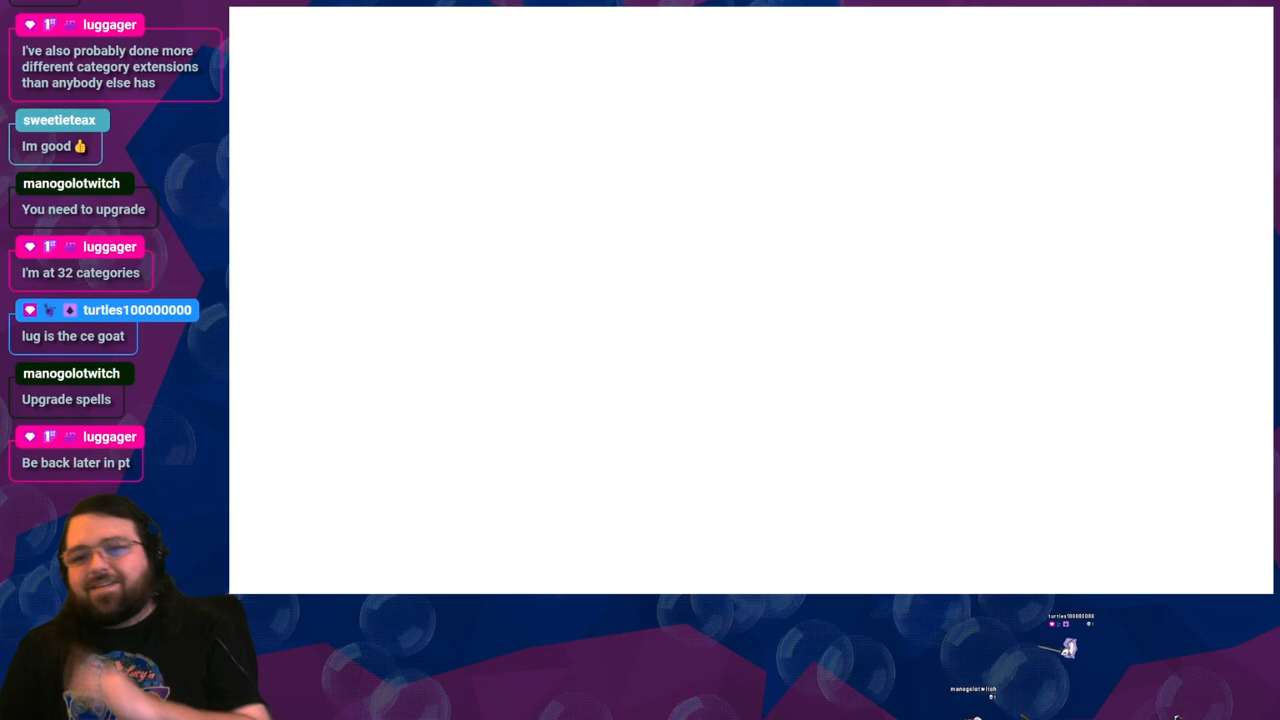 luggager
I've also probably done more
different category extensions
than anybody else has
sweetieteax
Im good👍
manogolotwitch
You need to upgrade
luggager
I'm at 32 categories
turtles100000000
lug is the ce goat
manogolotwitch
Upgrade spells
luggager
Be back later in pt
turtles100000000
manogolotwitch